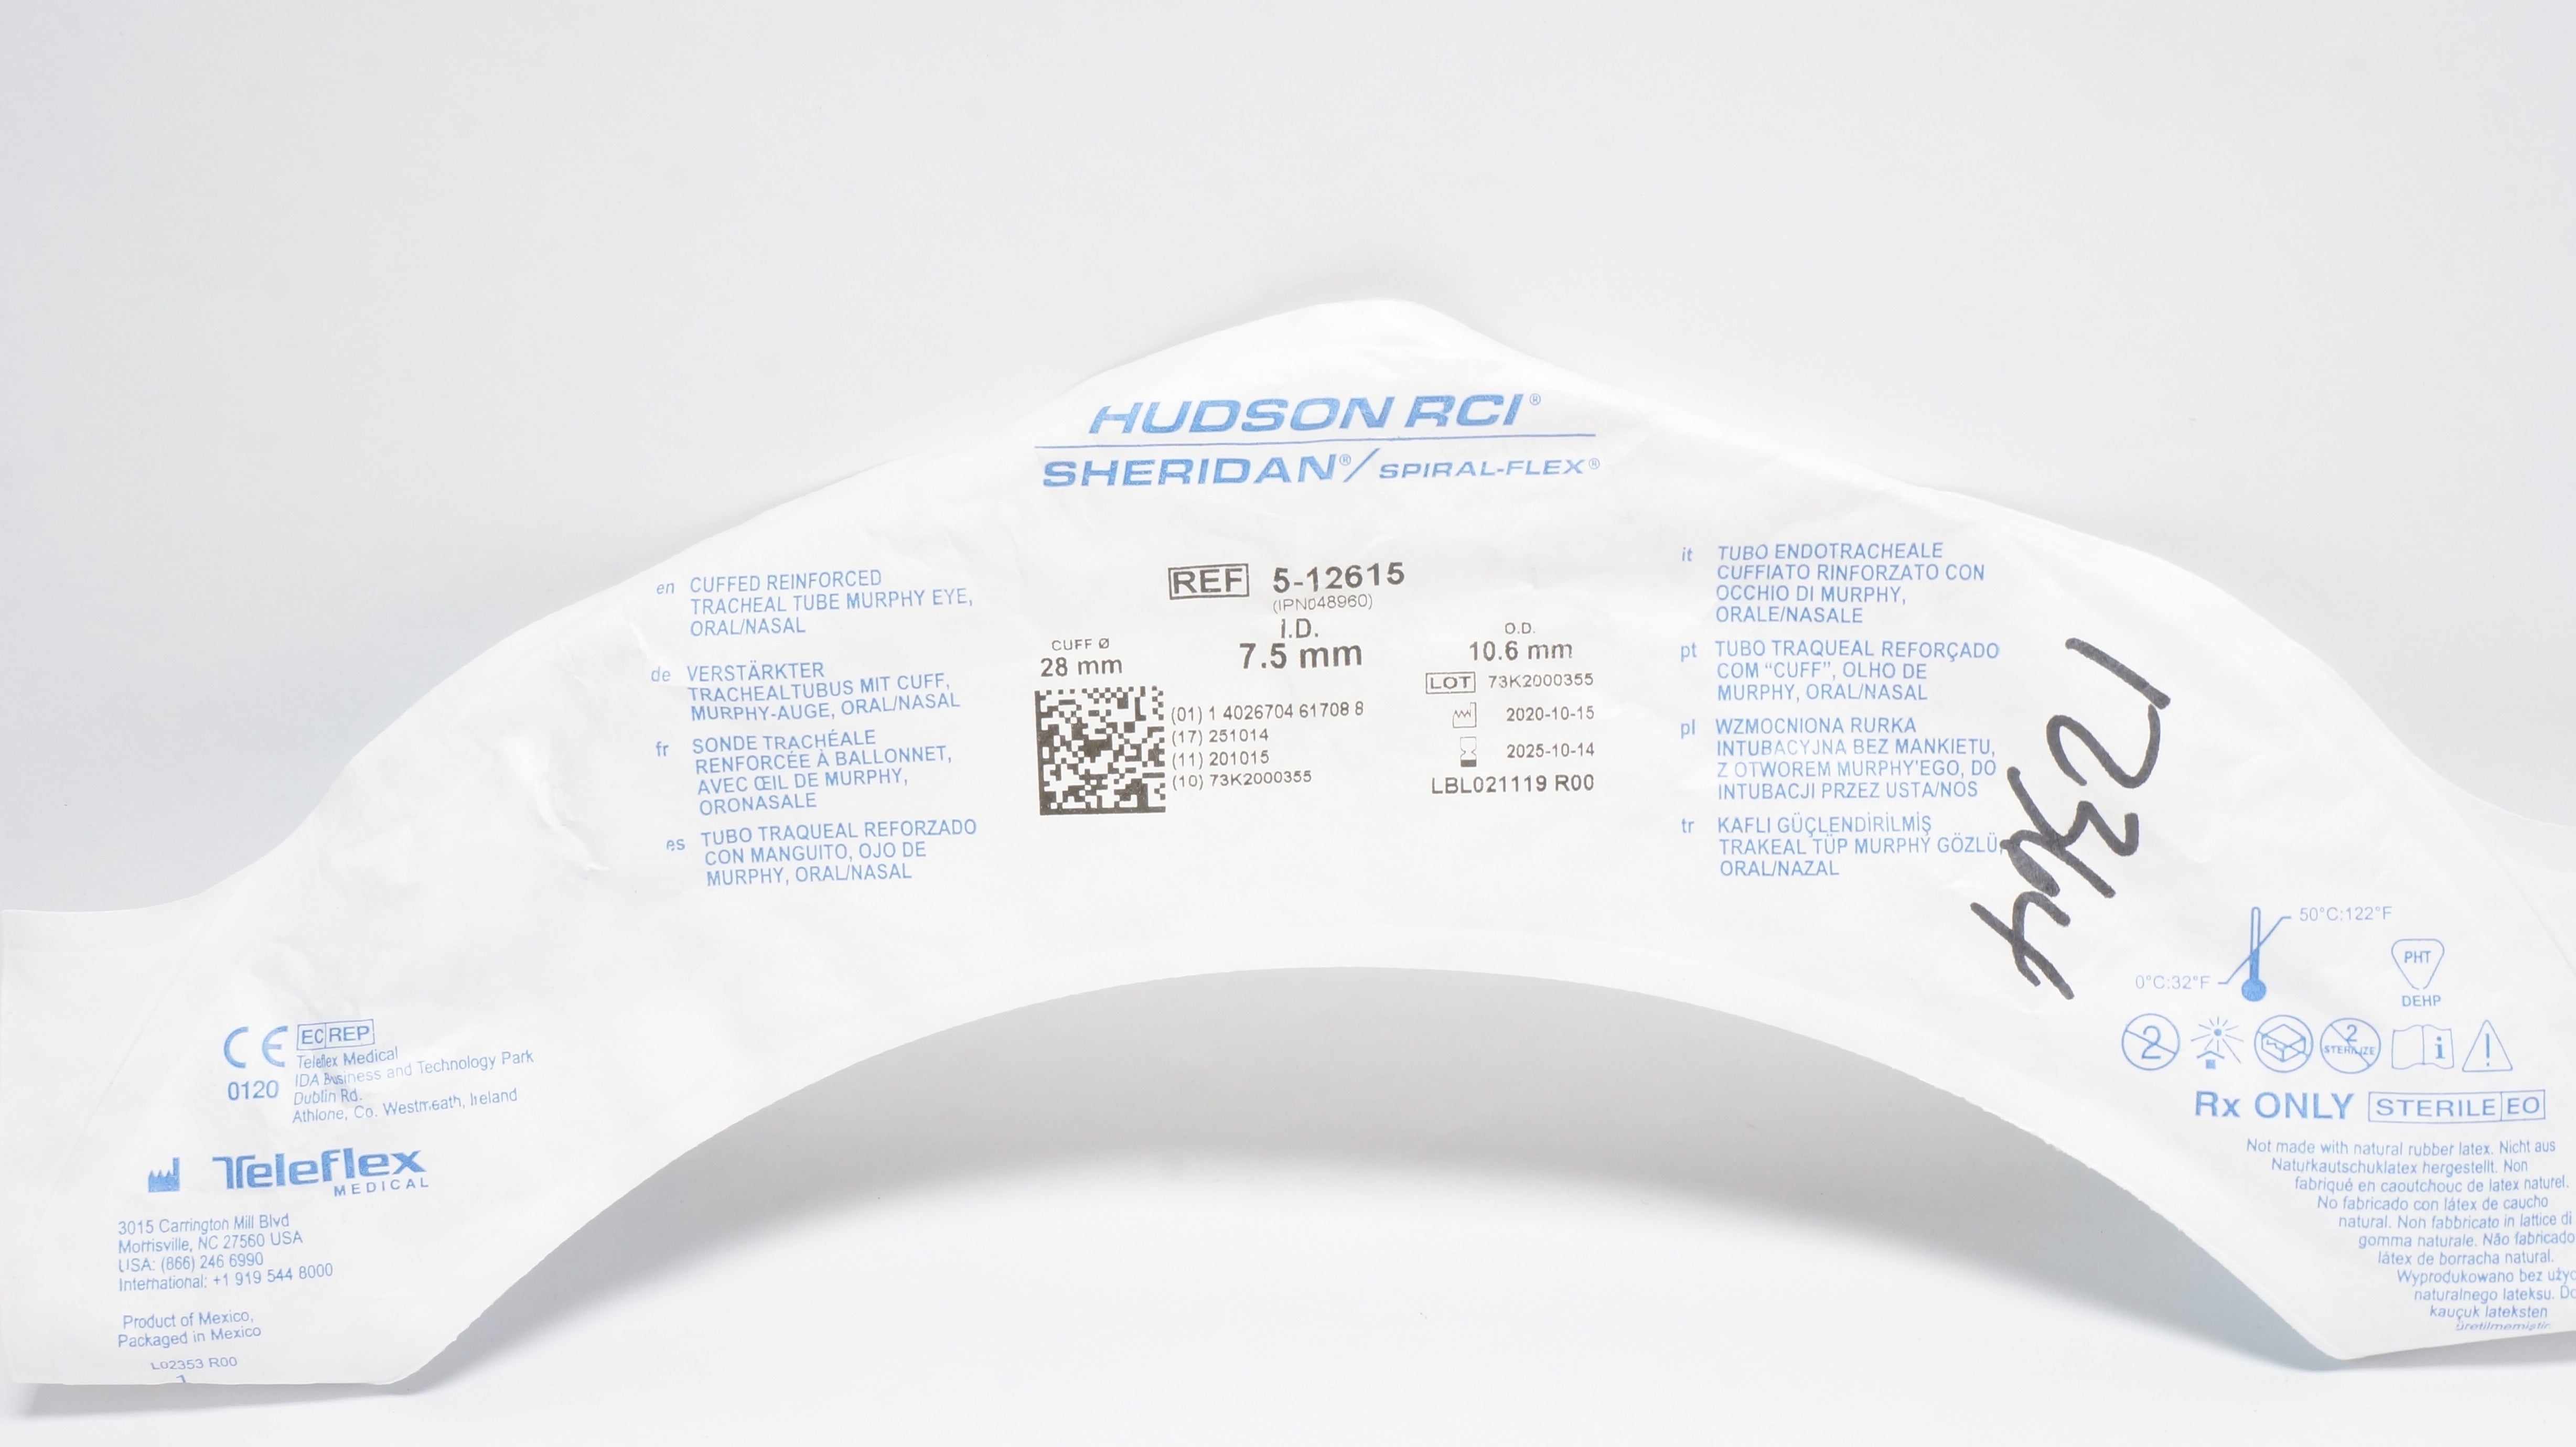 HUDSON RCI®
SHERIDAN®/SPIRAL-FLEX®
en CUFFED REINFORCED
TRACHEAL TUBE MURPHY EYE,
ORAL/NASAL
de VERSTÄRKTER
TRACHEALTUBUS MIT CUFF,
MURPHY-AUGE, ORAL/NASAL
fr SONDE TRACHÉALE
RENFORCÉE À BALLONNET,
AVEC ŒIL DE MURPHY,
ORONASALE
es TUBO TRAQUEAL REFORZADO
CON MANGUITO, OJO DE
MURPHY, ORAL/NASAL
REF 5-12615
(IPN048960)
CUFF Ø
28 mm
I.D.
7.5 mm
O.D.
10.6 mm
(01) 1 4026704 61708 8
(17) 251014
(11) 201015
(10) 73K2000355
LOT 73K2000355
2020-10-15
2025-10-14
LBL021119 R00
it TUBO ENDOTRACHEALE
CUFFIATO RINFORZATO CON
OCCHIO DI MURPHY,
ORALE/NASALE
pt TUBO TRAQUEAL REFORÇADO
COM “CUFF”, OLHO DE
MURPHY, ORAL/NASAL
pl WZMOCNIONA RURKA
INTUBACYJNA BEZ MANKIETU,
Z OTWOREM MURPHY'EGO, DO
INTUBACJI PRZEZ USTA/NOS
tr KAFLI GÜÇLENDİRİLMİŞ
TRAKEAL TÜP MURPHY GÖZLÜ,
ORAL/NAZAL
CE
0120
EC REP
Teleflex Medical
IDA Business and Technology Park
Dublin Rd.
Athlone, Co. Westmeath, Ireland
Teleflex
MEDICAL
3015 Carrington Mill Blvd
Morrisville, NC 27560 USA
USA: (866) 246 6990
International: +1 919 544 8000
Product of Mexico,
Packaged in Mexico
L02353 R00
1
50°C:122°F
0°C:32°F
PHT
DEHP
2
2
STERILIZE
i
!
Rx ONLY STERILE EO
Not made with natural rubber latex. Nicht aus
Naturkautschuklatex hergestellt. Non
fabriqué en caoutchouc de latex naturel.
No fabricado con látex de caucho
natural. Non fabbricato in lattice di
gomma naturale. Não fabricado
látex de borracha natural.
Wyprodukowano bez użyc
naturalnego lateksu. Do
kauçuk lateksten
üretilmemiştir.